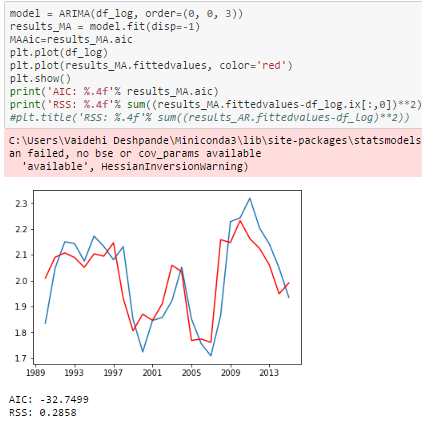 model = ARIMA(df_log, order=(0, 0, 3))
results_MA = model.fit(disp=-1)
MAAic=results_MA.aic
plt.plot(df_log)
plt.plot(results_MA.fittedvalues, color='red')
plt.show()
print('AIC: %.4f'% results_MA.aic)
print('RSS: %.4f'% sum((results_MA.fittedvalues-df_log.ix[:,0])**2)
#plt.title('RSS: %.4f'% sum((results_AR.fittedvalues-df_log)**2))
C:\Users\Vaidehi Deshpande\Miniconda3\lib\site-packages\statsmodels
an failed, no bse or cov_params available
'available', HessianInversionWarning)
2.3
2.2
2.1
2.0
1.9
1.8
1.7
1989 1993 1997 2001 2005 2009 2013
AIC: -32.7499
RSS: 0.2858